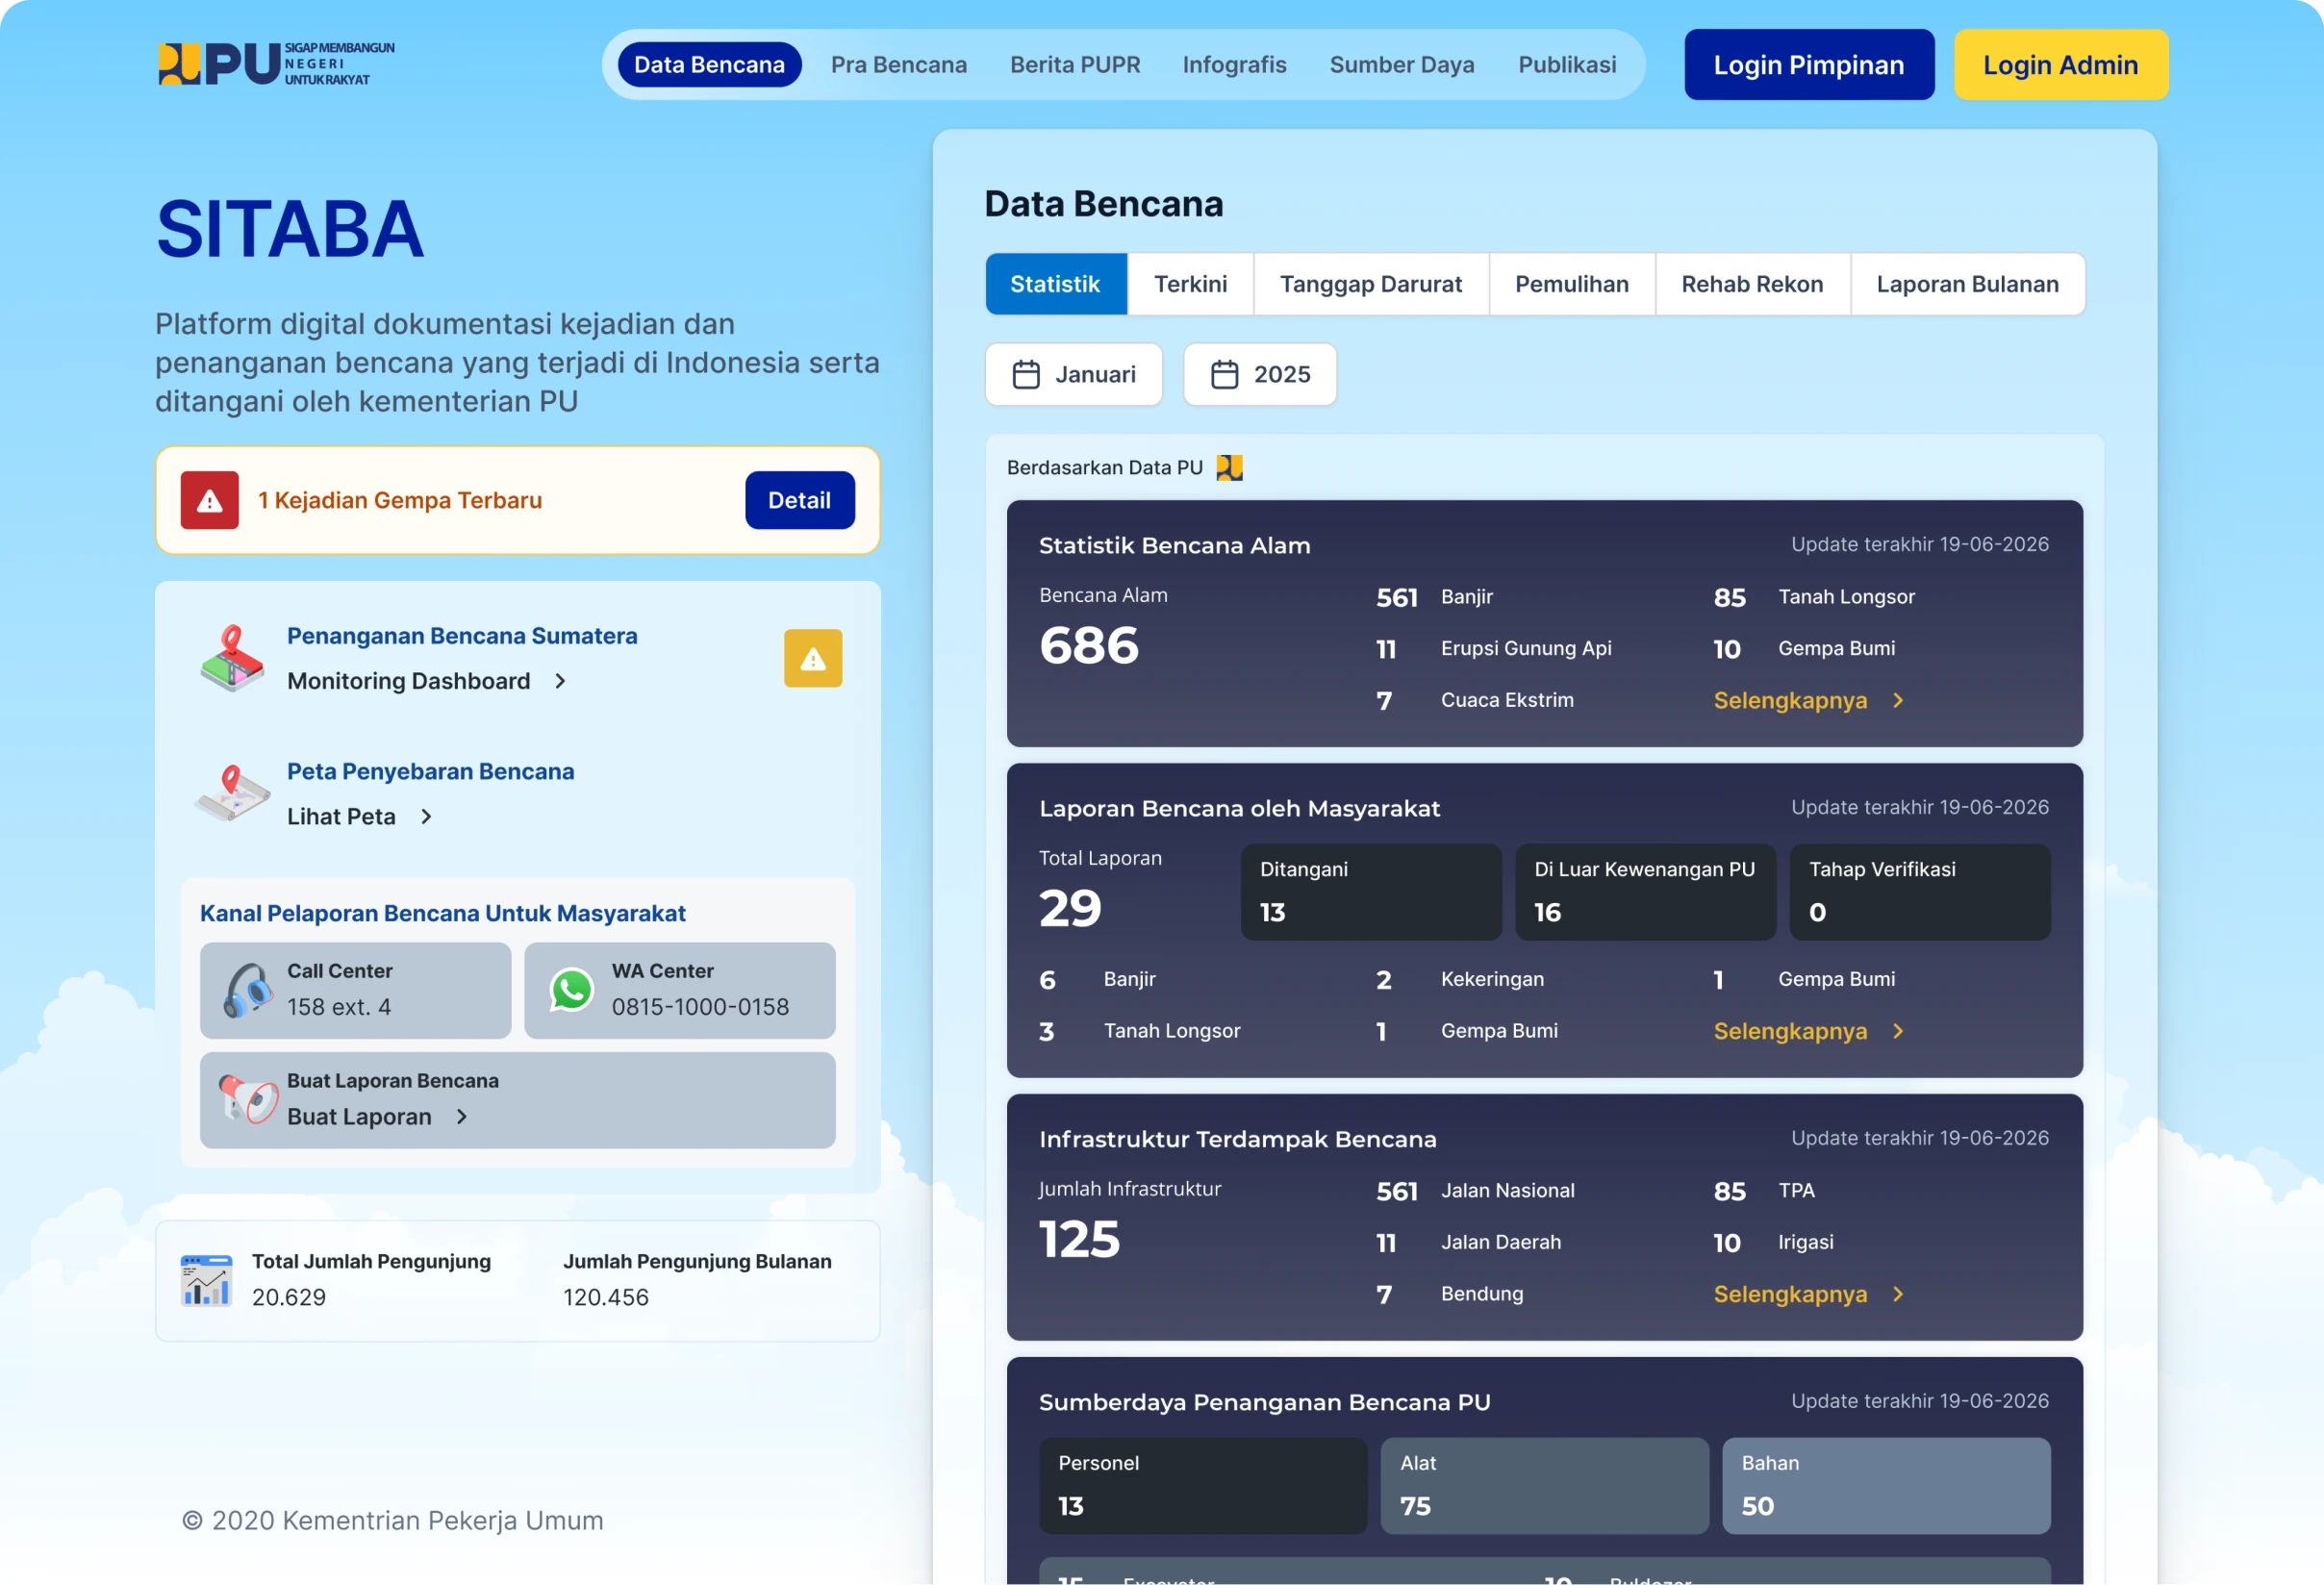 PU
SIGAP MEMBANGUN
NEGERI
UNTUK RAKYAT
Data Bencana
Pra Bencana
Berita PUPR
Infografis
Sumber Daya
Publikasi
Login Pimpinan
Login Admin
SITABA
Platform digital dokumentasi kejadian dan
penanganan bencana yang terjadi di Indonesia serta
ditangani oleh kementerian PU
1 Kejadian Gempa Terbaru
Detail
Penanganan Bencana Sumatera
Monitoring Dashboard
Peta Penyebaran Bencana
Lihat Peta
Kanal Pelaporan Bencana Untuk Masyarakat
Call Center
158 ext. 4
WA Center
0815-1000-0158
Buat Laporan Bencana
Buat Laporan
Total Jumlah Pengunjung
20.629
Jumlah Pengunjung Bulanan
120.456
© 2020 Kementrian Pekerja Umum
Data Bencana
Statistik
Terkini
Tanggap Darurat
Pemulihan
Rehab Rekon
Laporan Bulanan
Januari
2025
Berdasarkan Data PU
Statistik Bencana Alam
Update terakhir 19-06-2026
Bencana Alam
686
561 Banjir
85 Tanah Longsor
11 Erupsi Gunung Api
10 Gempa Bumi
7 Cuaca Ekstrim
Selengkapnya
Laporan Bencana oleh Masyarakat
Update terakhir 19-06-2026
Total Laporan
29
Ditangani
13
Di Luar Kewenangan PU
16
Tahap Verifikasi
0
6 Banjir
2 Kekeringan
1 Gempa Bumi
3 Tanah Longsor
1 Gempa Bumi
Selengkapnya
Infrastruktur Terdampak Bencana
Update terakhir 19-06-2026
Jumlah Infrastruktur
125
561 Jalan Nasional
85 TPA
11 Jalan Daerah
10 Irigasi
7 Bendung
Selengkapnya
Sumberdaya Penanganan Bencana PU
Update terakhir 19-06-2026
Personel
13
Alat
75
Bahan
50
15 Excavator
10 Buldozer